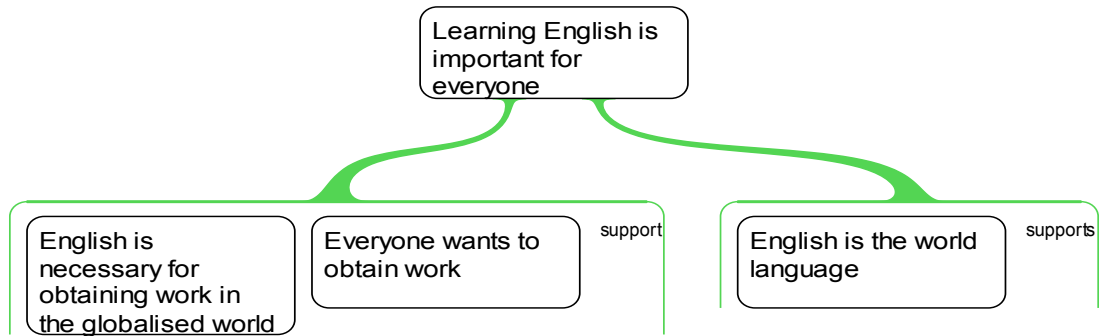 Learning English is
important for
everyone
English is
necessary for
obtaining work in
the globalised world
Everyone wants to
obtain work
support
English is the world
language
supports